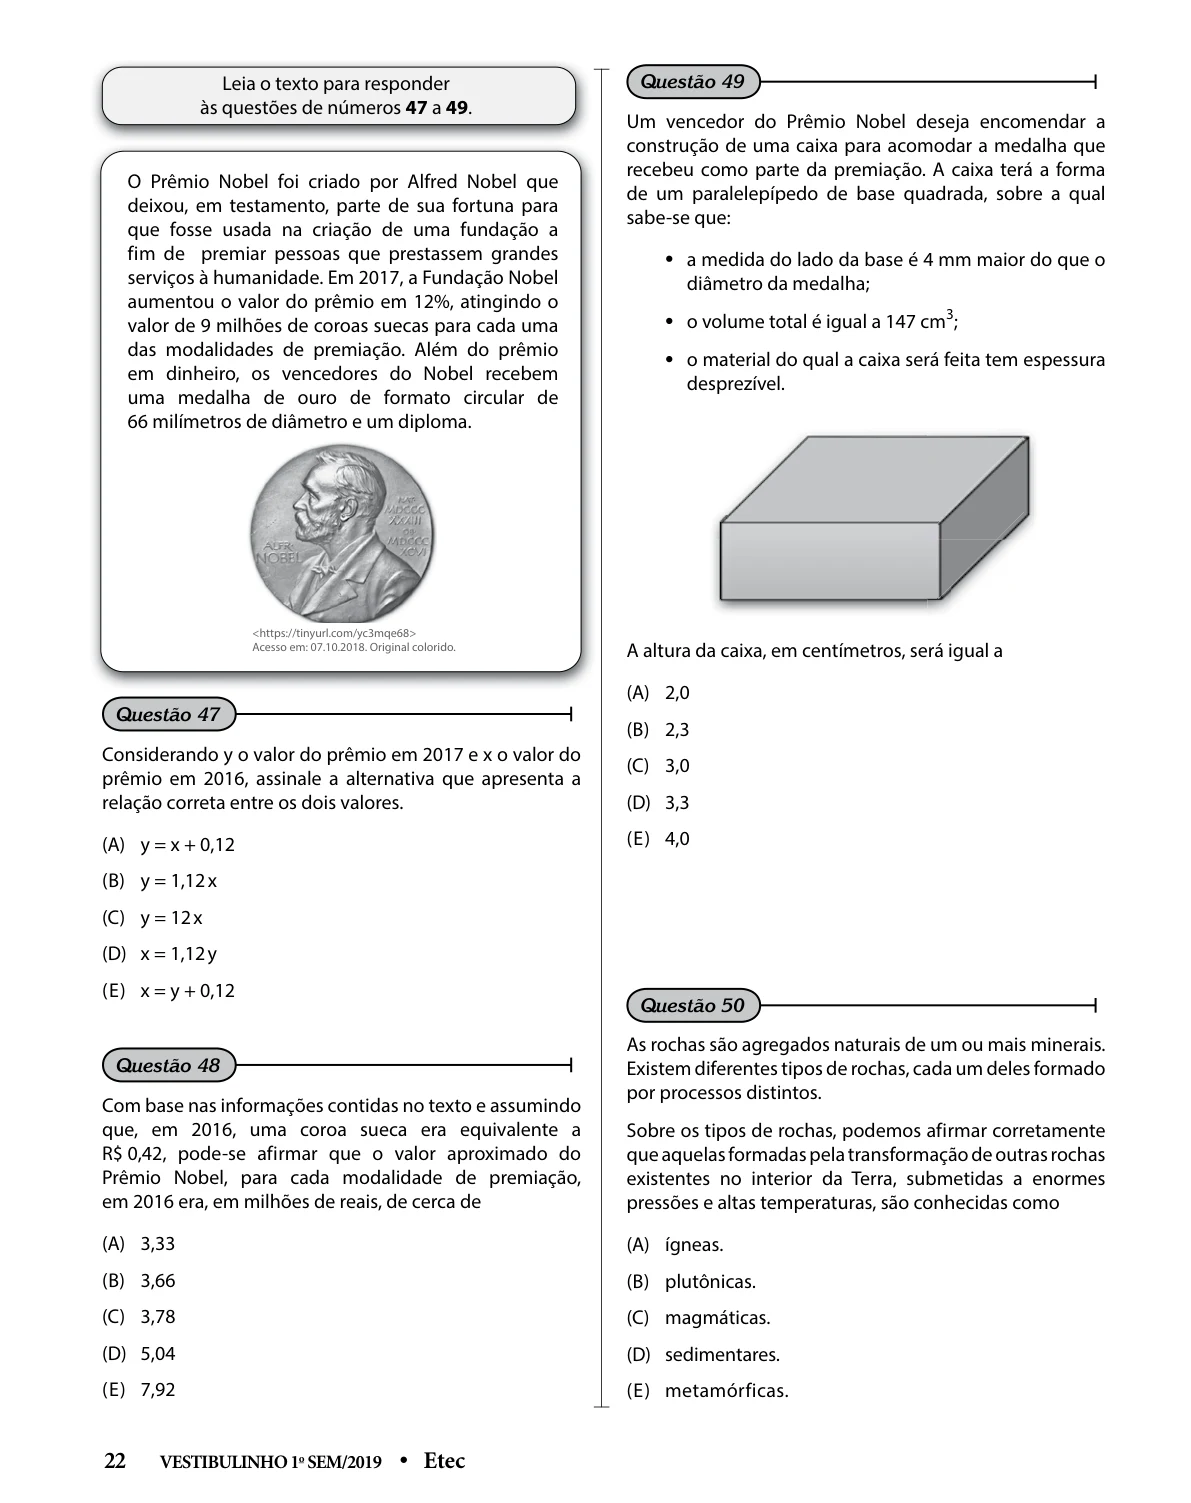 Leia o texto para responder
às questões de números 47 a 49.
O Prêmio Nobel foi criado por Alfred Nobel que
deixou, em testamento, parte de sua fortuna para
que fosse usada na criação de uma fundação a
fim de premiar pessoas que prestassem grandes
serviços à humanidade. Em 2017, a Fundação Nobel
aumentou o valor do prêmio em 12%, atingindo o
valor de 9 milhões de coroas suecas para cada uma
das modalidades de premiação. Além do prêmio
em dinheiro, os vencedores do Nobel recebem
uma medalha de ouro de formato circular de
66 milímetros de diâmetro e um diploma.
ALFR·
NOBEL
NAT·
MDCCC
XXXIII
OB·
MDCCC
XCVI
<https://tinyurl.com/yc3mqe68>
Acesso em: 07.10.2018. Original colorido.
Questão 47
Considerando y o valor do prêmio em 2017 e x o valor do
prêmio em 2016, assinale a alternativa que apresenta a
relação correta entre os dois valores.
(A) y = x + 0,12
(B) y = 1,12 x
(C) y = 12 x
(D) x = 1,12 y
(E) x = y + 0,12
Questão 48
Com base nas informações contidas no texto e assumindo
que, em 2016, uma coroa sueca era equivalente a
R$ 0,42, pode-se afirmar que o valor aproximado do
Prêmio Nobel, para cada modalidade de premiação,
em 2016 era, em milhões de reais, de cerca de
(A) 3,33
(B) 3,66
(C) 3,78
(D) 5,04
(E) 7,92
Questão 49
Um vencedor do Prêmio Nobel deseja encomendar a
construção de uma caixa para acomodar a medalha que
recebeu como parte da premiação. A caixa terá a forma
de um paralelepípedo de base quadrada, sobre a qual
sabe-se que:
• a medida do lado da base é 4 mm maior do que o
diâmetro da medalha;
• o volume total é igual a 147 cm³;
• o material do qual a caixa será feita tem espessura
desprezível.
A altura da caixa, em centímetros, será igual a
(A) 2,0
(B) 2,3
(C) 3,0
(D) 3,3
(E) 4,0
Questão 50
As rochas são agregados naturais de um ou mais minerais.
Existem diferentes tipos de rochas, cada um deles formado
por processos distintos.
Sobre os tipos de rochas, podemos afirmar corretamente
que aquelas formadas pela transformação de outras rochas
existentes no interior da Terra, submetidas a enormes
pressões e altas temperaturas, são conhecidas como
(A) ígneas.
(B) plutônicas.
(C) magmáticas.
(D) sedimentares.
(E) metamórficas.
22 VESTIBULINHO 1º SEM/2019 • Etec